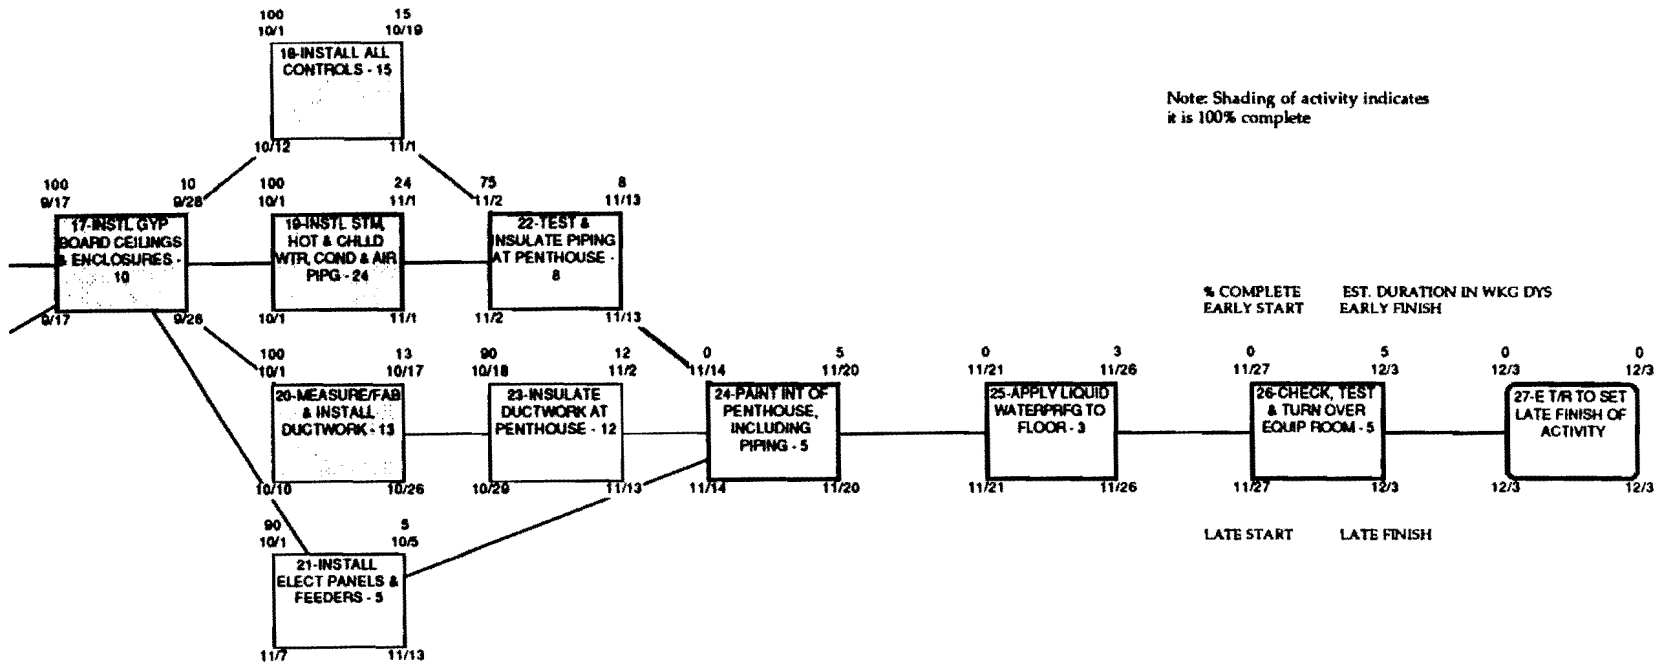 100 15
10/1 10/19
18-INSTALL ALL
CONTROLS - 15
10/12 11/1
Note: Shading of activity indicates
it is 100% complete
100 10
9/17 9/28
17-INSTL GYP
BOARD CEILINGS
& ENCLOSURES -
10
9/17 9/28
100 24
10/1 11/1
19-INSTL STM,
HOT & CHLLD
WTR, COND & AIR
PIPG - 24
10/1 11/1
75 8
11/2 11/13
22-TEST &
INSULATE PIPING
AT PENTHOUSE -
8
11/2 11/13
% COMPLETE EST. DURATION IN WKG DYS
EARLY START EARLY FINISH
100 13
10/1 10/17
20-MEASURE/FAB
& INSTALL
DUCTWORK - 13
10/10 10/26
90 12
10/18 11/2
23-INSULATE
DUCTWORK AT
PENTHOUSE - 12
10/29 11/13
0 5
11/14 11/20
24-PAINT INT OF
PENTHOUSE,
INCLUDING
PIPING - 5
11/14 11/20
0 3
11/21 11/26
25-APPLY LIQUID
WATERPRFG TO
FLOOR - 3
11/21 11/26
0 5
11/27 12/3
26-CHECK, TEST
& TURN OVER
EQUIP ROOM - 5
11/27 12/3
0 0
12/3 12/3
27-E T/R TO SET
LATE FINISH OF
ACTIVITY
12/3 12/3
90 5
10/1 10/5
21-INSTALL
ELECT PANELS &
FEEDERS - 5
11/7 11/13
LATE START LATE FINISH